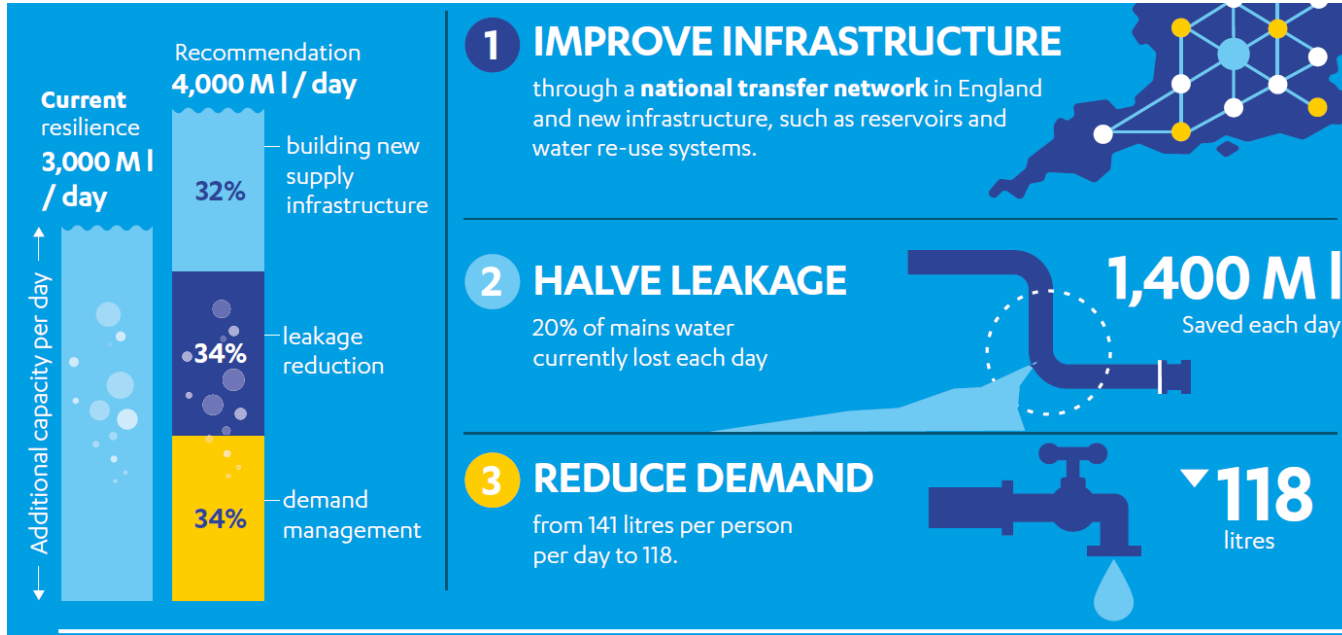 Current
resilience
3,000 M l
/ day
Additional capacity per day
Recommendation
4,000 M l / day
32%
building new
supply
infrastructure
34%
leakage
reduction
34%
demand
management
1
IMPROVE INFRASTRUCTURE
through a national transfer network in England
and new infrastructure, such as reservoirs and
water re-use systems.
2
HALVE LEAKAGE
20% of mains water
currently lost each day
1,400 M l
Saved each day
3
REDUCE DEMAND
from 141 litres per person
per day to 118.
118
litres